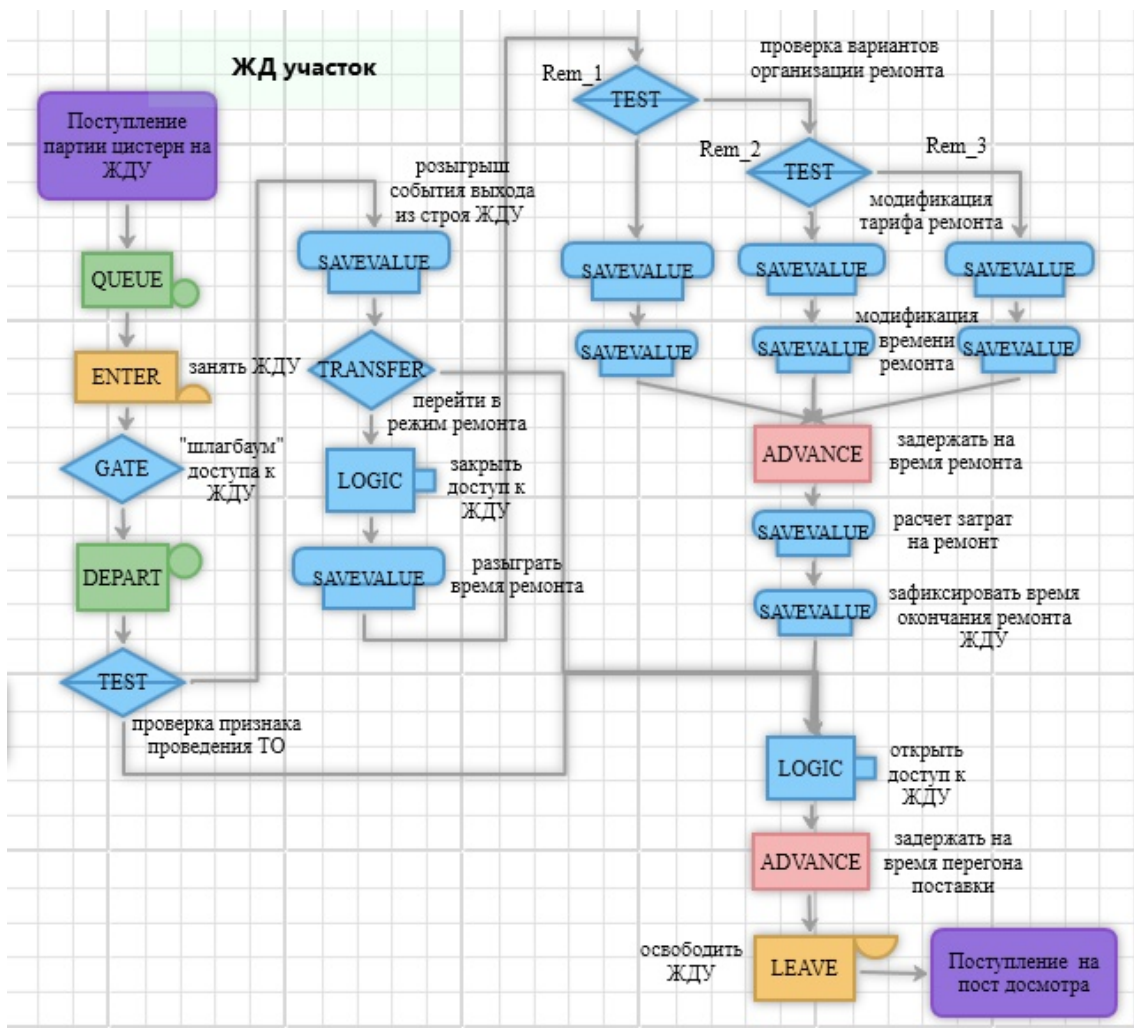 ЖД участок
Поступление
партии цистерн на
ЖДУ
QUEUE
ENTER
занять ЖДУ
GATE
"шлагбаум"
доступа к
ЖДУ
DEPART
TEST
проверка признака
проведения ТО
розыгрыш
события выхода
из строя ЖДУ
SAVEVALUE
TRANSFER
перейти в
режим ремонта
LOGIC
закрыть
доступ к
ЖДУ
SAVEVALUE
разыграть
время ремонта
Rem_1
TEST
проверка вариантов
организации ремонта
Rem_2
TEST
Rem_3
модификация
тарифа ремонта
SAVEVALUE
SAVEVALUE
SAVEVALUE
модификация
времени
ремонта
SAVEVALUE
SAVEVALUE
SAVEVALUE
ADVANCE
задержать на
время ремонта
SAVEVALUE
расчет затрат
на ремонт
SAVEVALUE
зафиксировать время
окончания ремонта
ЖДУ
LOGIC
открыть
доступ к
ЖДУ
ADVANCE
задержать на
время перегона
поставки
освободить
ЖДУ
LEAVE
Поступление на
пост досмотра